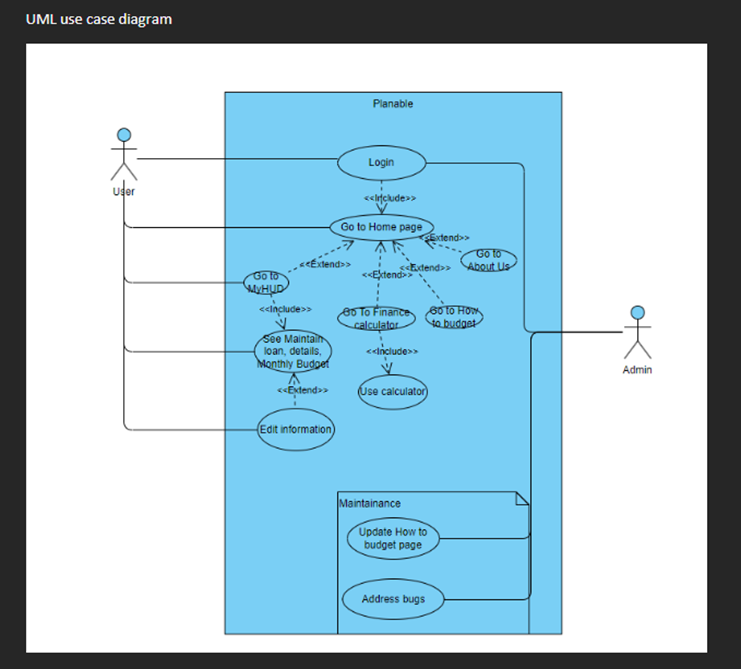 UML use case diagram
Planable
Login
User
<<Include>>
Go to Home page
<<Extend>>
Go to
About Us
<<Extend>>
<<Extend>>
<<Extend>>
Go to
MyHUD
<<Include>>
Go To Finance
calculator
Go to How
to budget
See Maintain
loan, details,
Monthly Budget
<<Include>>
Admin
<<Extend>>
Use calculator
Edit information
Maintainance
Update How to
budget page
Address bugs